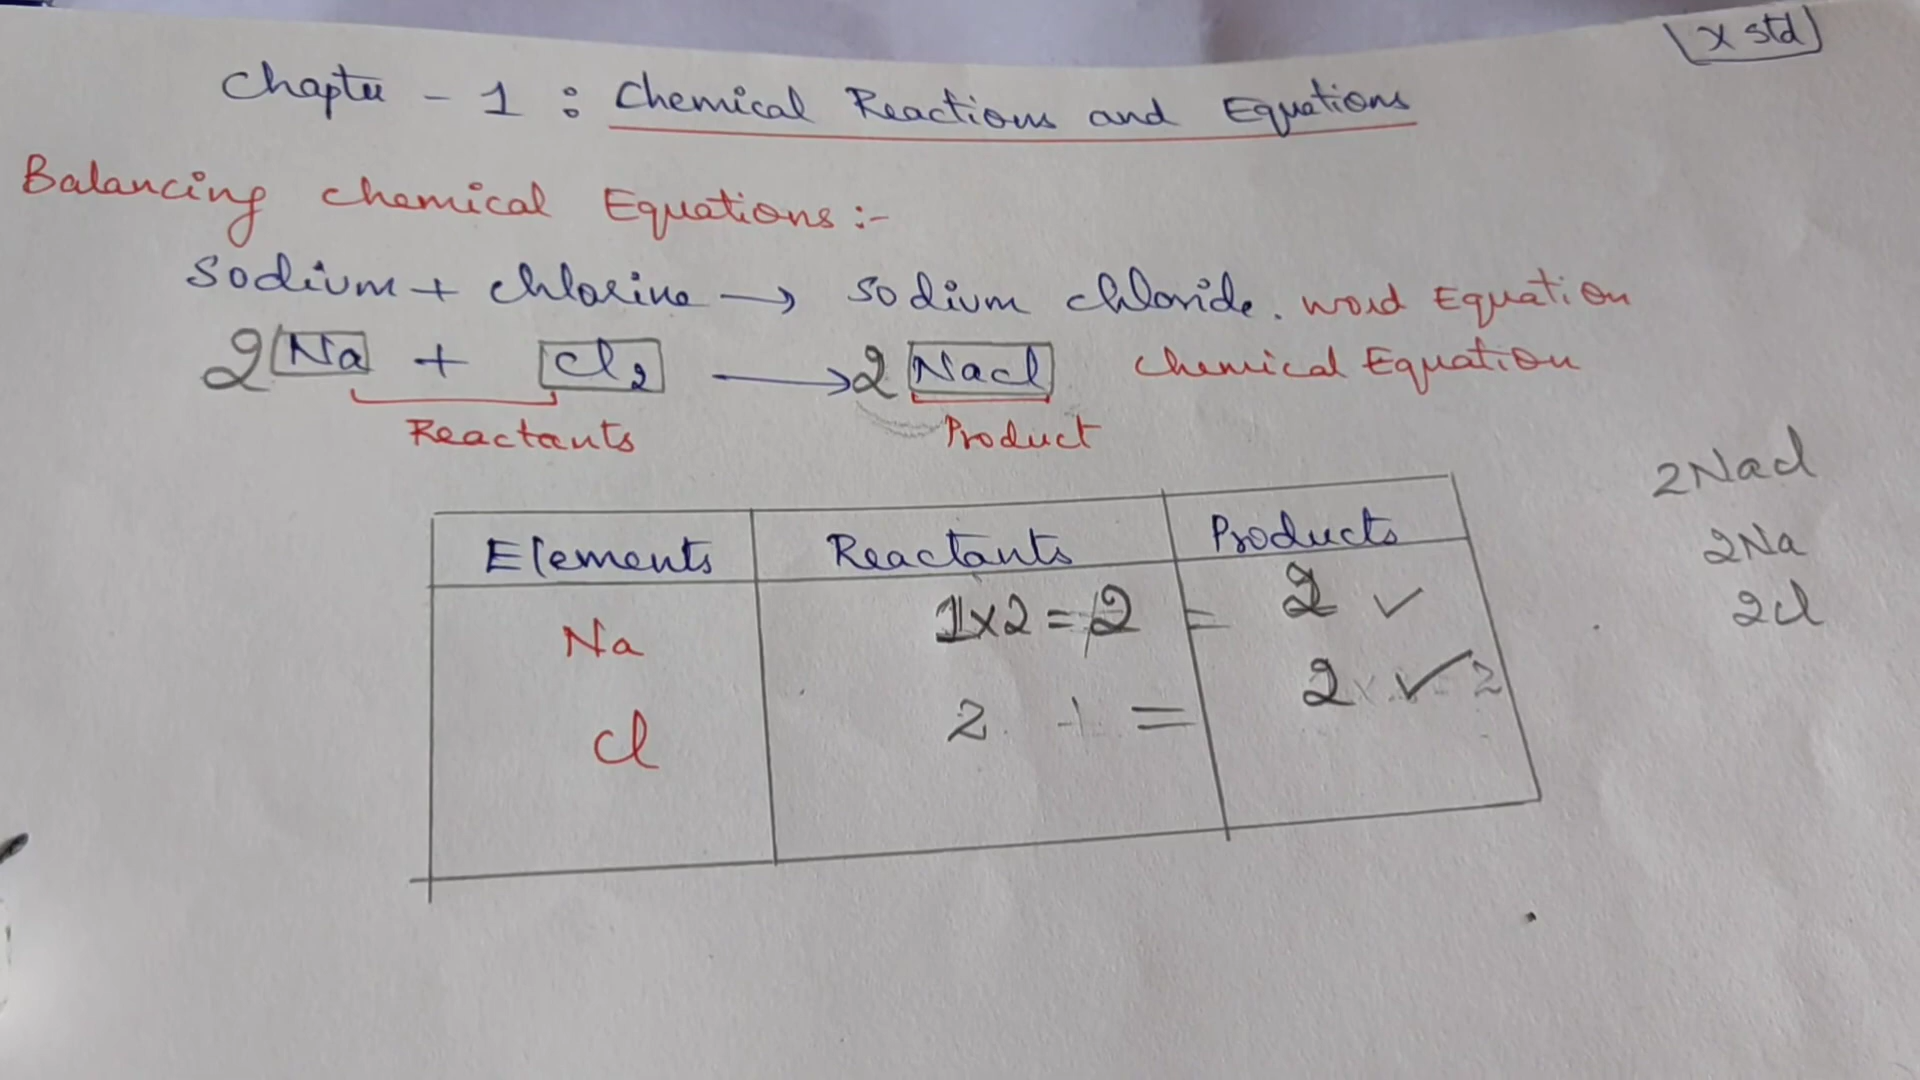 X std
Chapter - 1 : Chemical Reactions and Equations
Balancing chemical Equations :-
Sodium + chlorine → sodium chloride. word Equation
2 Na + Cl2 → 2 Nacl chemical Equation
Reactants Product
2Nacl
2Na
2cl
Elements Reactants Products
Na 1x2 = 2 = 2 ✓
cl 2 = 2 ✓ 2